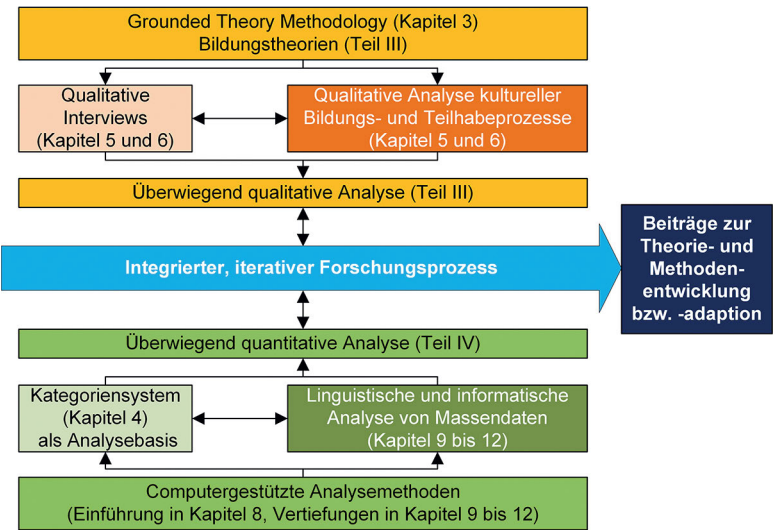 Grounded Theory Methodology (Kapitel 3)
Bildungstheorien (Teil III)
Qualitative
Interviews
(Kapitel 5 und 6)
Qualitative Analyse kultureller
Bildungs- und Teilhabeprozesse
(Kapitel 5 und 6)
Überwiegend qualitative Analyse (Teil III)
Integrierter, iterativer Forschungsprozess
Beiträge zur
Theorie- und
Methoden-
entwicklung
bzw. -adaption
Überwiegend quantitative Analyse (Teil IV)
Kategoriensystem
(Kapitel 4)
als Analysebasis
Linguistische und informatische
Analyse von Massendaten
(Kapitel 9 bis 12)
Computergestützte Analysemethoden
(Einführung in Kapitel 8, Vertiefungen in Kapitel 9 bis 12)